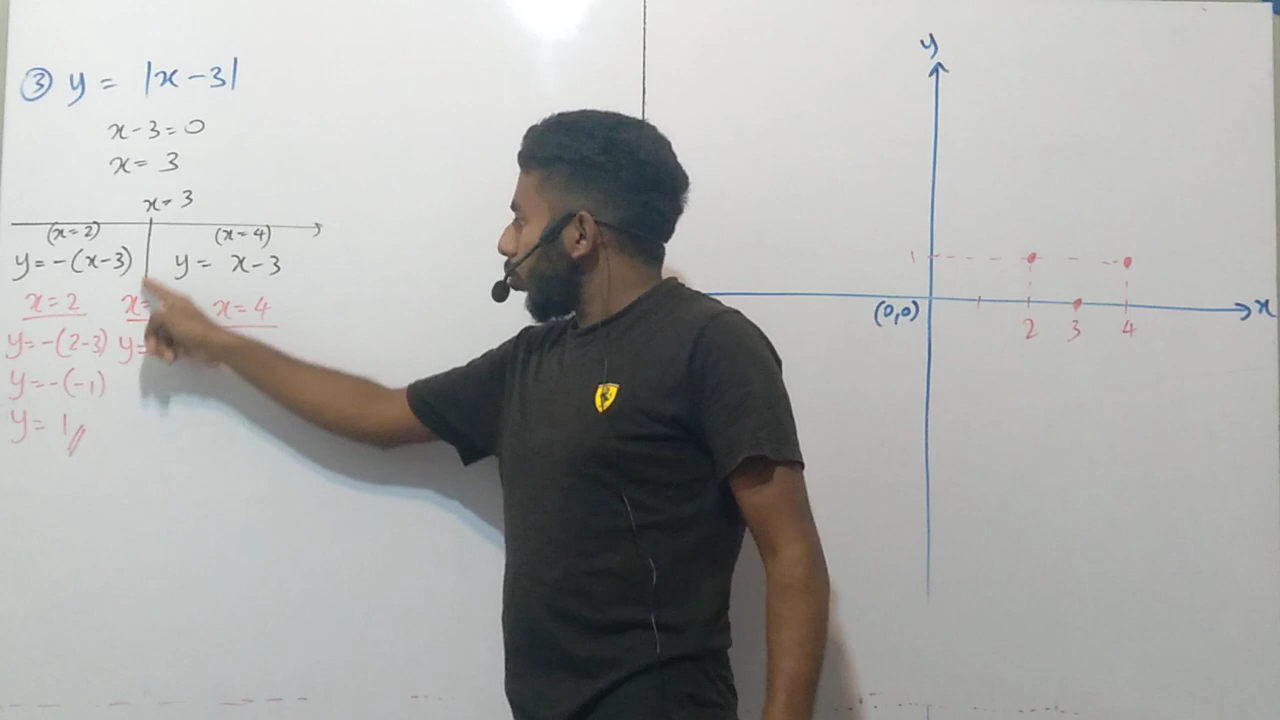 ③ y = |x-3|
x-3=0
x= 3
x= 3
(x=2) (x=4)
y=-(x-3) y= x-3
x=2 x= x=4
y=-(2-3) y=
y=-(-1)
y= 1//
y
1
(0,0) x
2 3 4